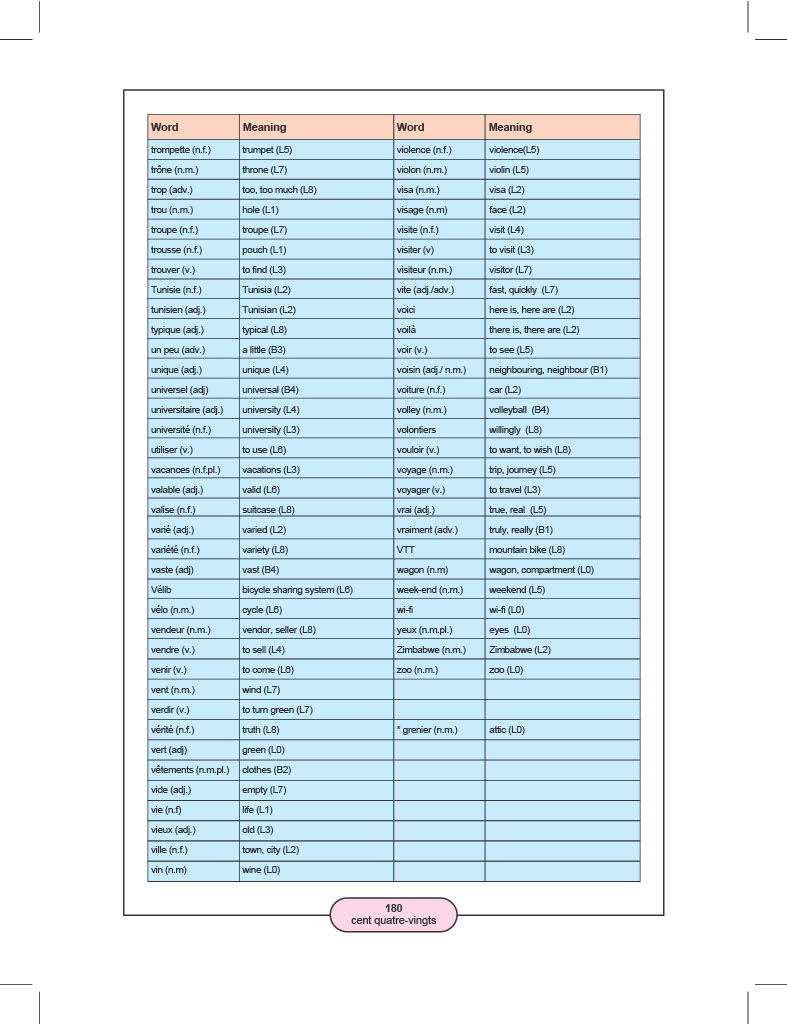 Word Meaning Word Meaning
trompette (n.f.) trumpet (L5) violence (n.f.) violence(L5)
trône (n.m.) throne (L7) violon (n.m.) violin (L5)
trop (adv.) too, too much (L8) visa (n.m.) visa (L2)
trou (n.m.) hole (L1) visage (n.m) face (L2)
troupe (n.f.) troupe (L7) visite (n.f.) visit (L4)
trousse (n.f.) pouch (L1) visiter (v) to visit (L3)
trouver (v.) to find (L3) visiteur (n.m.) visitor (L7)
Tunisie (n.f.) Tunisia (L2) vite (adj./adv.) fast, quickly (L7)
tunisien (adj.) Tunisian (L2) voici here is, here are (L2)
typique (adj.) typical (L8) voilà there is, there are (L2)
un peu (adv.) a little (B3) voir (v.) to see (L5)
unique (adj.) unique (L4) voisin (adj./ n.m.) neighbouring, neighbour (B1)
universel (adj) universal (B4) voiture (n.f.) car (L2)
universitaire (adj.) university (L4) volley (n.m.) volleyball (B4)
université (n.f.) university (L3) volontiers willingly (L8)
utiliser (v.) to use (L6) vouloir (v.) to want, to wish (L8)
vacances (n.f.pl.) vacations (L3) voyage (n.m.) trip, journey (L5)
valable (adj.) valid (L6) voyager (v.) to travel (L3)
valise (n.f.) suitcase (L8) vrai (adj.) true, real (L5)
varié (adj.) varied (L2) vraiment (adv.) truly, really (B1)
variété (n.f.) variety (L8) VTT mountain bike (L8)
vaste (adj) vast (B4) wagon (n.m) wagon, compartment (L0)
Vélib bicycle sharing system (L6) week-end (n.m.) weekend (L5)
vélo (n.m.) cycle (L6) wi-fi wi-fi (L0)
vendeur (n.m.) vendor, seller (L8) yeux (n.m.pl.) eyes (L0)
vendre (v.) to sell (L4) Zimbabwe (n.m.) Zimbabwe (L2)
venir (v.) to come (L6) zoo (n.m.) zoo (L0)
vent (n.m.) wind (L7)
verdir (v.) to turn green (L7)
vérité (n.f.) truth (L8) * grenier (n.m.) attic (L0)
vert (adj) green (L0)
vêtements (n.m.pl.) clothes (B2)
vide (adj.) empty (L7)
vie (n.f) life (L1)
vieux (adj.) old (L3)
ville (n.f.) town, city (L2)
vin (n.m) wine (L0)
180
cent quatre-vingts